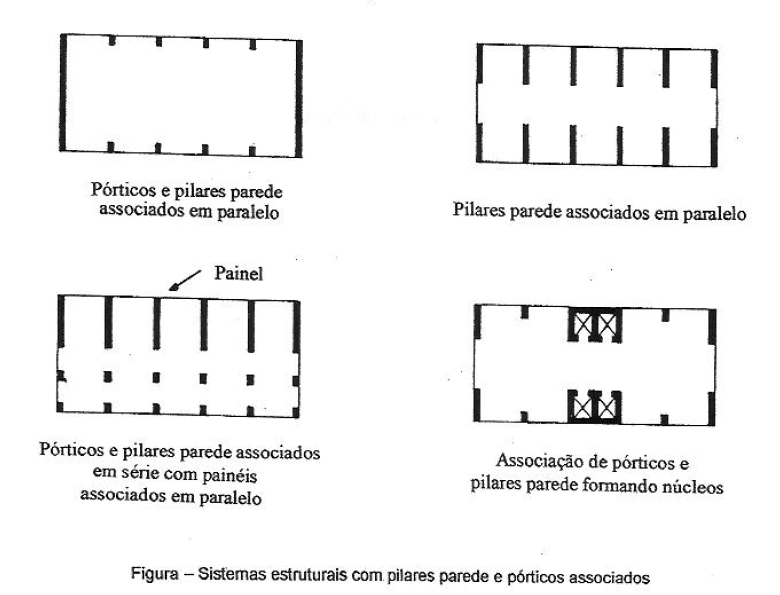 Pórticos e pilares parede
associados em paralelo
Pilares parede associados em paralelo
Painel
Pórticos e pilares parede associados
em série com painéis
associados em paralelo
Associação de pórticos e
pilares parede formando núcleos
Figura – Sistemas estruturais com pilares parede e pórticos associados